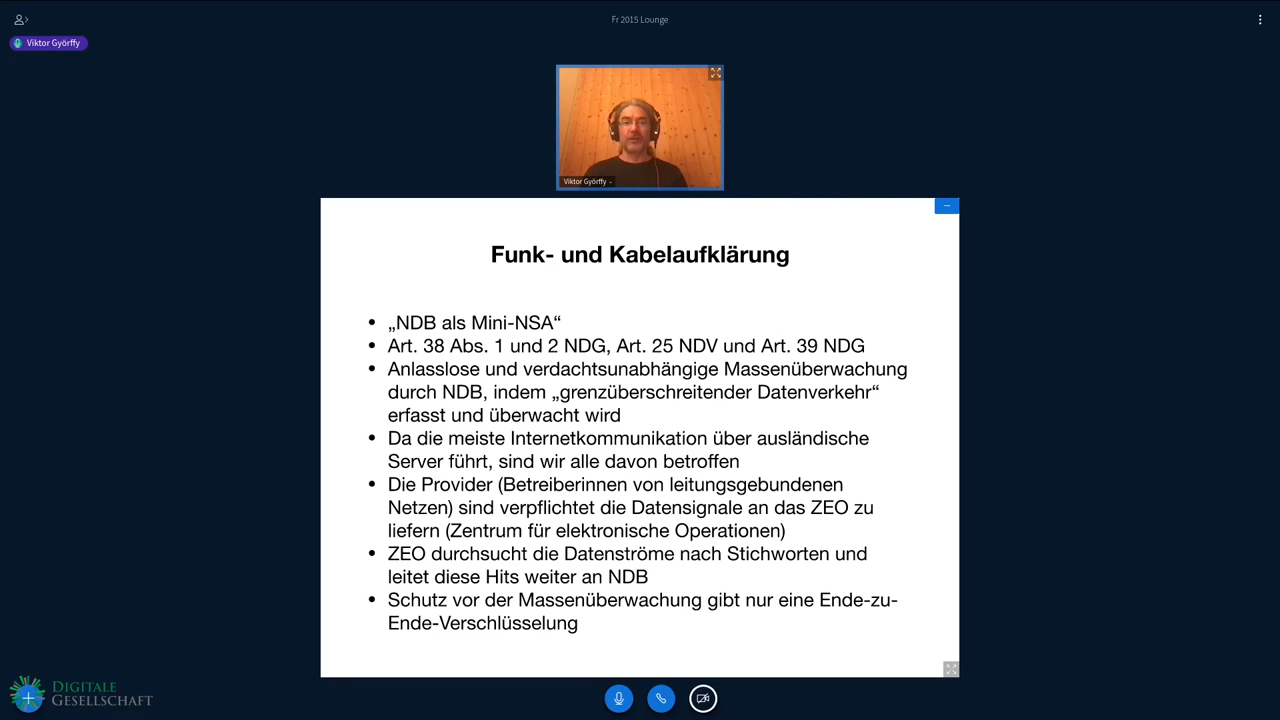 Fr 2015 Lounge
Viktor Györffy
Viktor Györffy
Funk- und Kabelaufklärung
• „NDB als Mini-NSA“
• Art. 38 Abs. 1 und 2 NDG, Art. 25 NDV und Art. 39 NDG
• Anlasslose und verdachtsunabhängige Massenüberwachung
durch NDB, indem „grenzüberschreitender Datenverkehr“
erfasst und überwacht wird
• Da die meiste Internetkommunikation über ausländische
Server führt, sind wir alle davon betroffen
• Die Provider (Betreiberinnen von leitungsgebundenen
Netzen) sind verpflichtet die Datensignale an das ZEO zu
liefern (Zentrum für elektronische Operationen)
• ZEO durchsucht die Datenströme nach Stichworten und
leitet diese Hits weiter an NDB
• Schutz vor der Massenüberwachung gibt nur eine Ende-zu-
Ende-Verschlüsselung
DIGITALE
GESELLSCHAFT